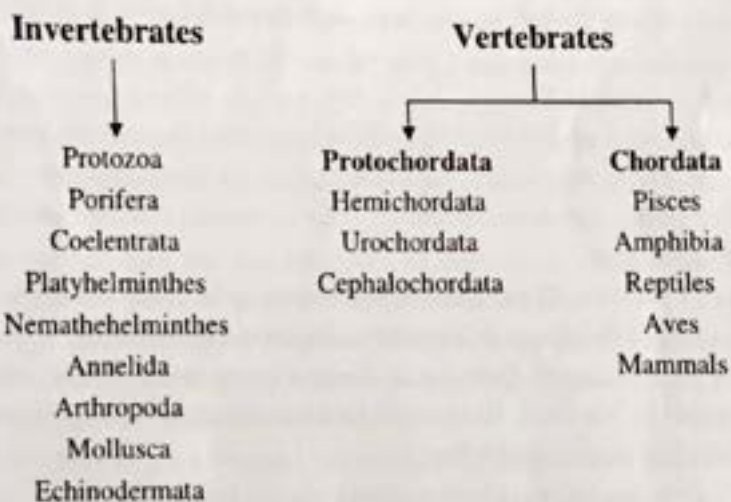 Invertebrates
Protozoa
Porifera
Coelentrata
Platyhelminthes
Nemathehelminthes
Annelida
Arthropoda
Mollusca
Echinodermata
Vertebrates
Protochordata
Hemichordata
Urochordata
Cephalochordata
Chordata
Pisces
Amphibia
Reptiles
Aves
Mammals